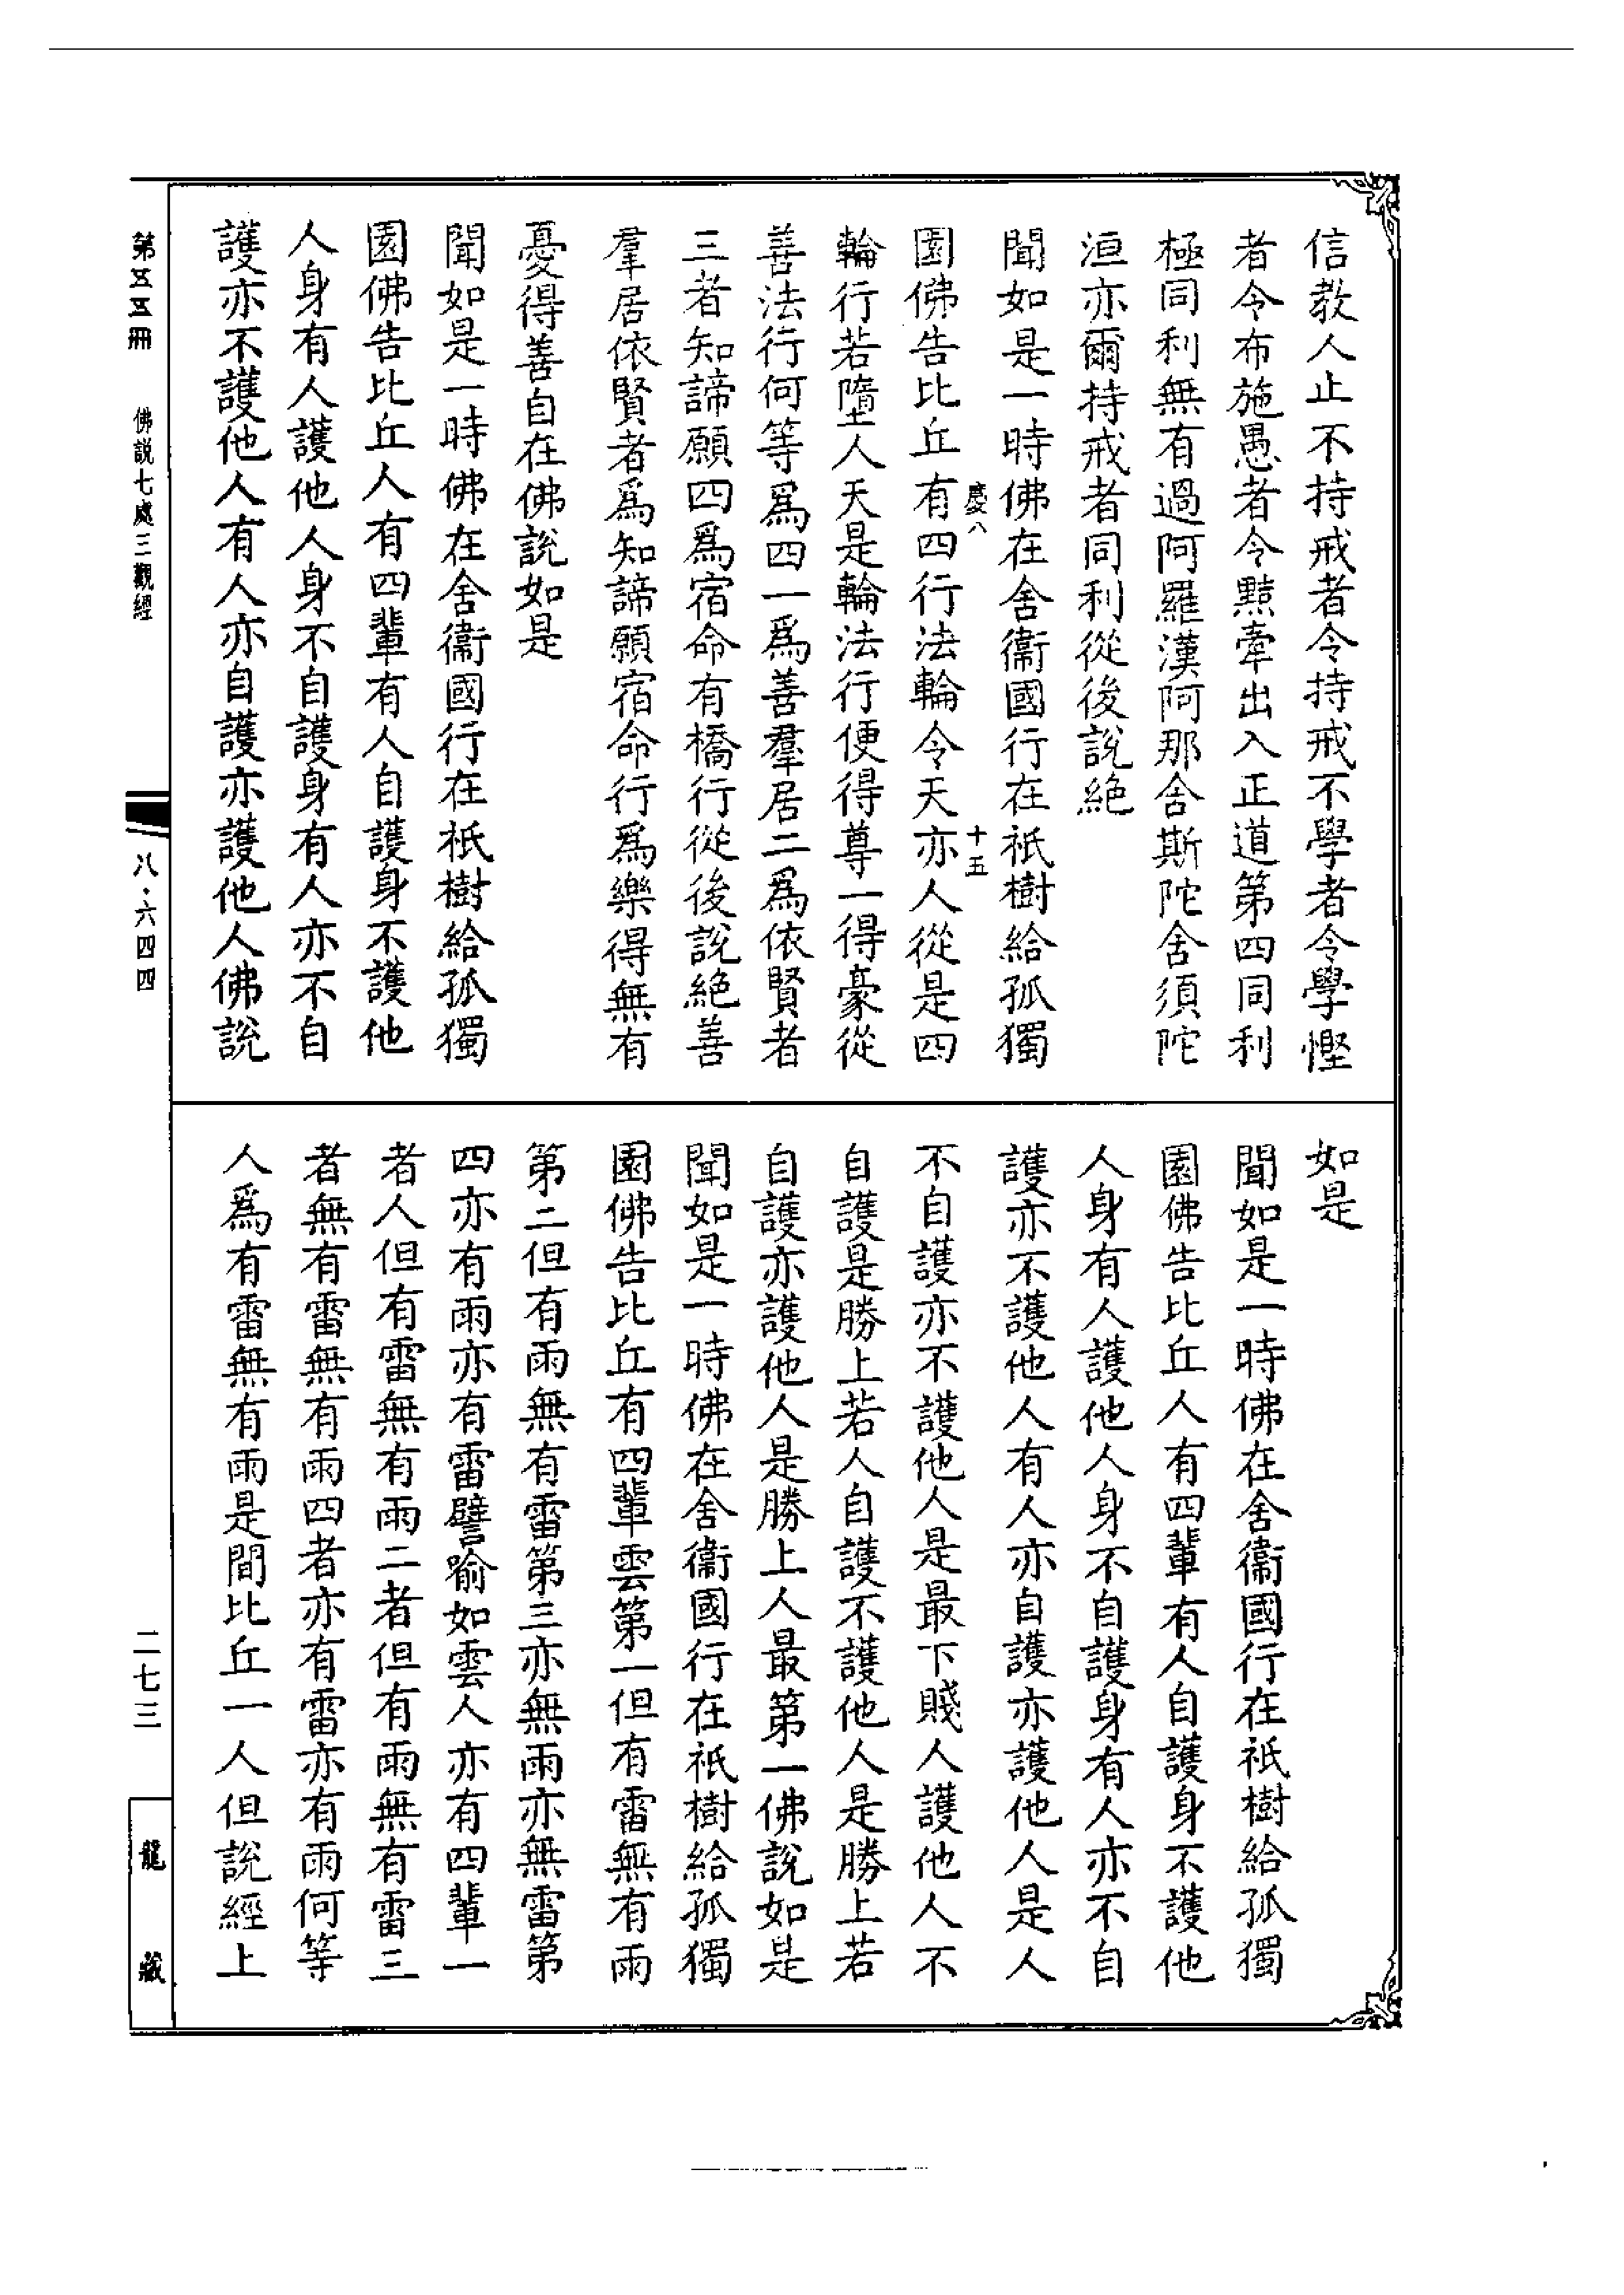 信教人止不持戒者令持戒不學者令學慳
者令布施愚者令黠牽出入正道第四同利
極同利無有過阿羅漢阿那含斯陀含須陀
洹亦爾持戒者同利從後說絶
聞如是一時佛在舍衞國行在祇樹給孤獨
慶八
十五
園佛告比丘有四行法輪令天亦人從是四
輪行若墮人天是輪法行便得尊一得豪從
善法行何等爲四一爲善羣居二爲依賢者
三者知諦願四爲宿命有橋行從後說絶善
羣居依賢者爲知諦願宿命行爲樂得無有
憂得善自在佛說如是
聞如是一時佛在舍衞國行在祇樹給孤獨
園佛告比丘人有四輩有人自護身不護他
人身有人護他人身不自護身有人亦不自
護亦不護他人有人亦自護亦護他人佛說
如是
聞如是一時佛在舍衞國行在祇樹給孤獨
園佛告比丘人有四輩有人自護身不護他
人身有人護他人身不自護身有人亦不自
護亦不護他人有人亦自護亦護他人是人
不自護亦不護他人是最下賤人護他人不
自護是勝上若人自護不護他人是勝上若
自護亦護他人是勝上人最第一佛說如是
聞如是一時佛在舍衞國行在祇樹給孤獨
園佛告比丘有四輩雲第一但有雷無有雨
第二但有雨無有雷第三亦無雨亦無雷第
四亦有雨亦有雷譬喻如雲人亦有四輩一
者人但有雷無有雨二者但有雨無有雷三
者無有雷無有雨四者亦有雷亦有雨何等
人爲有雷無有雨是間比丘一人但說經上
第五五冊
佛說七處三觀經
八·六四四
二七三
龍藏